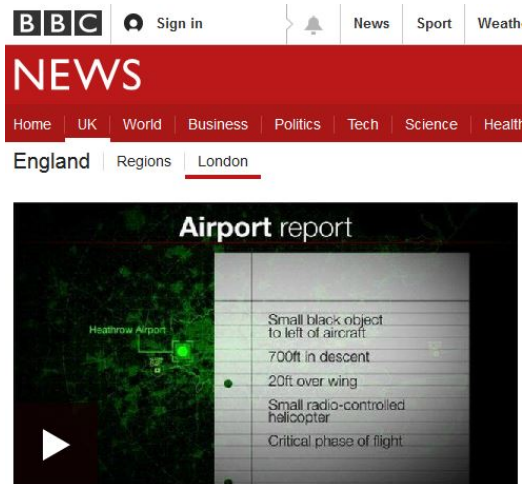 BBC Sign in News Sport Weath
NEWS
Home UK World Business Politics Tech Science Health
England Regions London
Airport report
Heathrow Airport
Small black object
to left of aircraft
700ft in descent
20ft over wing
Small radio-controlled
helicopter
Critical phase of flight